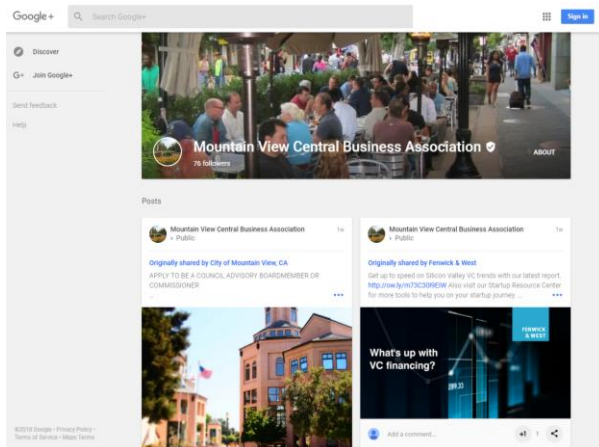 Google+
Search Google+
Sign in
Discover
G+ Join Google+
Send feedback
Help
Mountain View Central Business Association
76 followers
ABOUT
Posts
Mountain View Central Business Association 1w
Public
Originally shared by City of Mountain View, CA
APPLY TO BE A COUNCIL ADVISORY BOARDMEMBER OR
COMMISSIONER
...
Mountain View Central Business Association 1w
Public
Originally shared by Fenwick & West
Get up to speed on Silicon Valley VC trends with our latest report.
Also visit our Startup Resource Center
for more tools to help you on your startup journey. ...
FENWICK
& WEST
What's up with
VC financing?
289.33
Add a comment...
+1 1
©2018 Google • Privacy Policy •
Terms of Service • Maps Terms